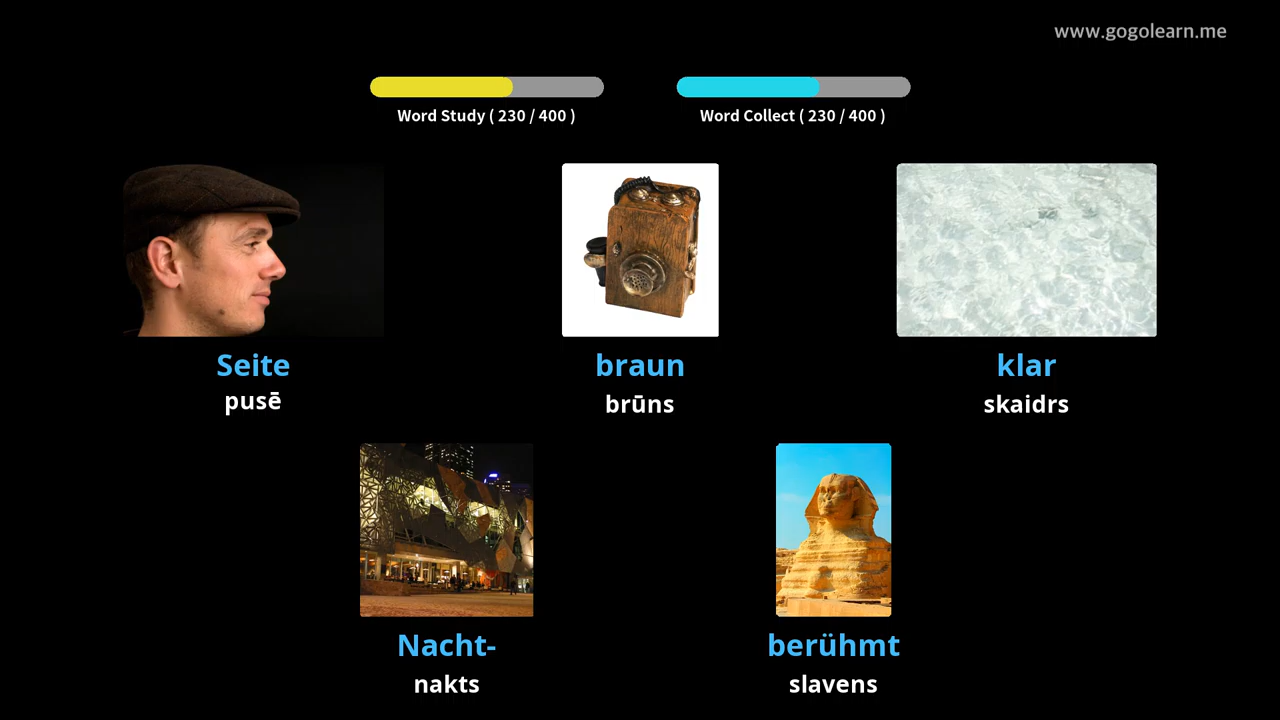 www.gogolearn.me
Word Study ( 230 / 400 )
Word Collect ( 230 / 400 )
Seite
pusē
braun
brūns
klar
skaidrs
Nacht-
nakts
berühmt
slavens